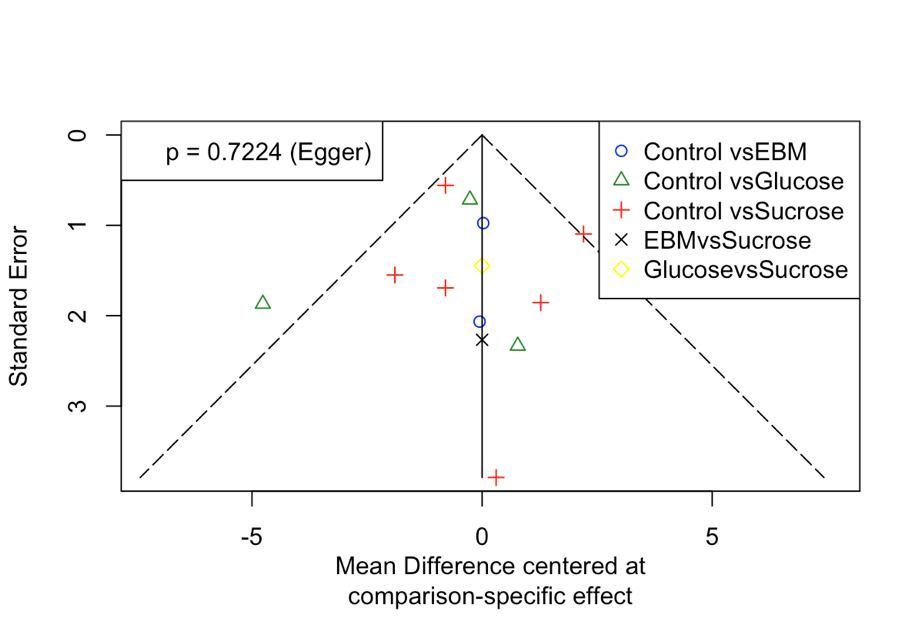 p = 0.7224 (Egger)
Control vsEBM
Control vsGlucose
Control vsSucrose
EBMvsSucrose
GlucosevsSucrose
Standard Error
0
1
2
3
-5 0 5
Mean Difference centered at
comparison-specific effect